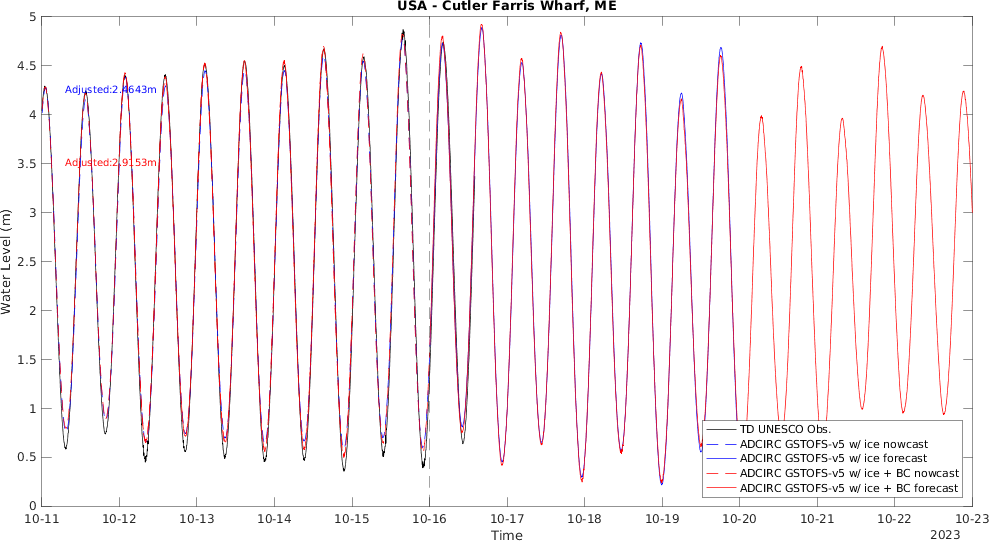 USA - Cutler Farris Wharf, ME
5
4.5
4
3.5
3
2.5
2
1.5
1
0.5
0
Water Level (m)
Adjusted:2.4643m
Adjusted:2.9153m
TD UNESCO Obs.
ADCIRC GSTOFS-v5 w/ ice nowcast
ADCIRC GSTOFS-v5 w/ ice forecast
ADCIRC GSTOFS-v5 w/ ice + BC nowcast
ADCIRC GSTOFS-v5 w/ ice + BC forecast
10-11 10-12 10-13 10-14 10-15 10-16 10-17 10-18 10-19 10-20 10-21 10-22 10-23
Time
2023